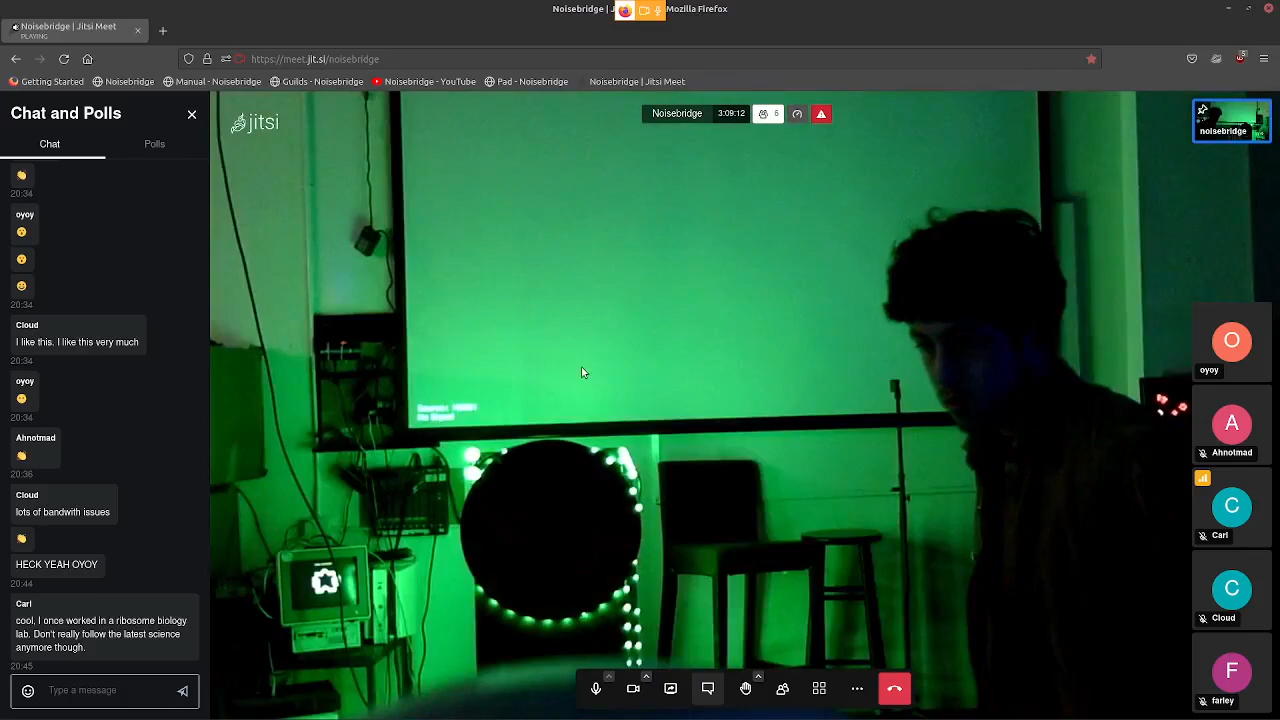 Noisebridge | J
Mozilla Firefox
Noisebridge | Jitsi Meet
PLAYING
https://meet.jit.si/noisebridge
5
Getting Started
Noisebridge
Manual - Noisebridge
Guilds - Noisebridge
Noisebridge - YouTube
Pad - Noisebridge
Noisebridge | Jitsi Meet
Chat and Polls
Chat
Polls
20:34
oyoy
20:34
Cloud
I like this. I like this very much
20:34
oyoy
20:34
Ahnotmad
20:36
Cloud
lots of bandwith issues
HECK YEAH OYOY
20:44
Carl
cool, I once worked in a ribosome biology
lab. Don't really follow the latest science
anymore though.
20:45
Type a message
jitsi
Noisebridge
3:09:12
6
No Signal
noisebridge
O
oyoy
A
Ahnotmad
C
Carl
C
Cloud
F
farley